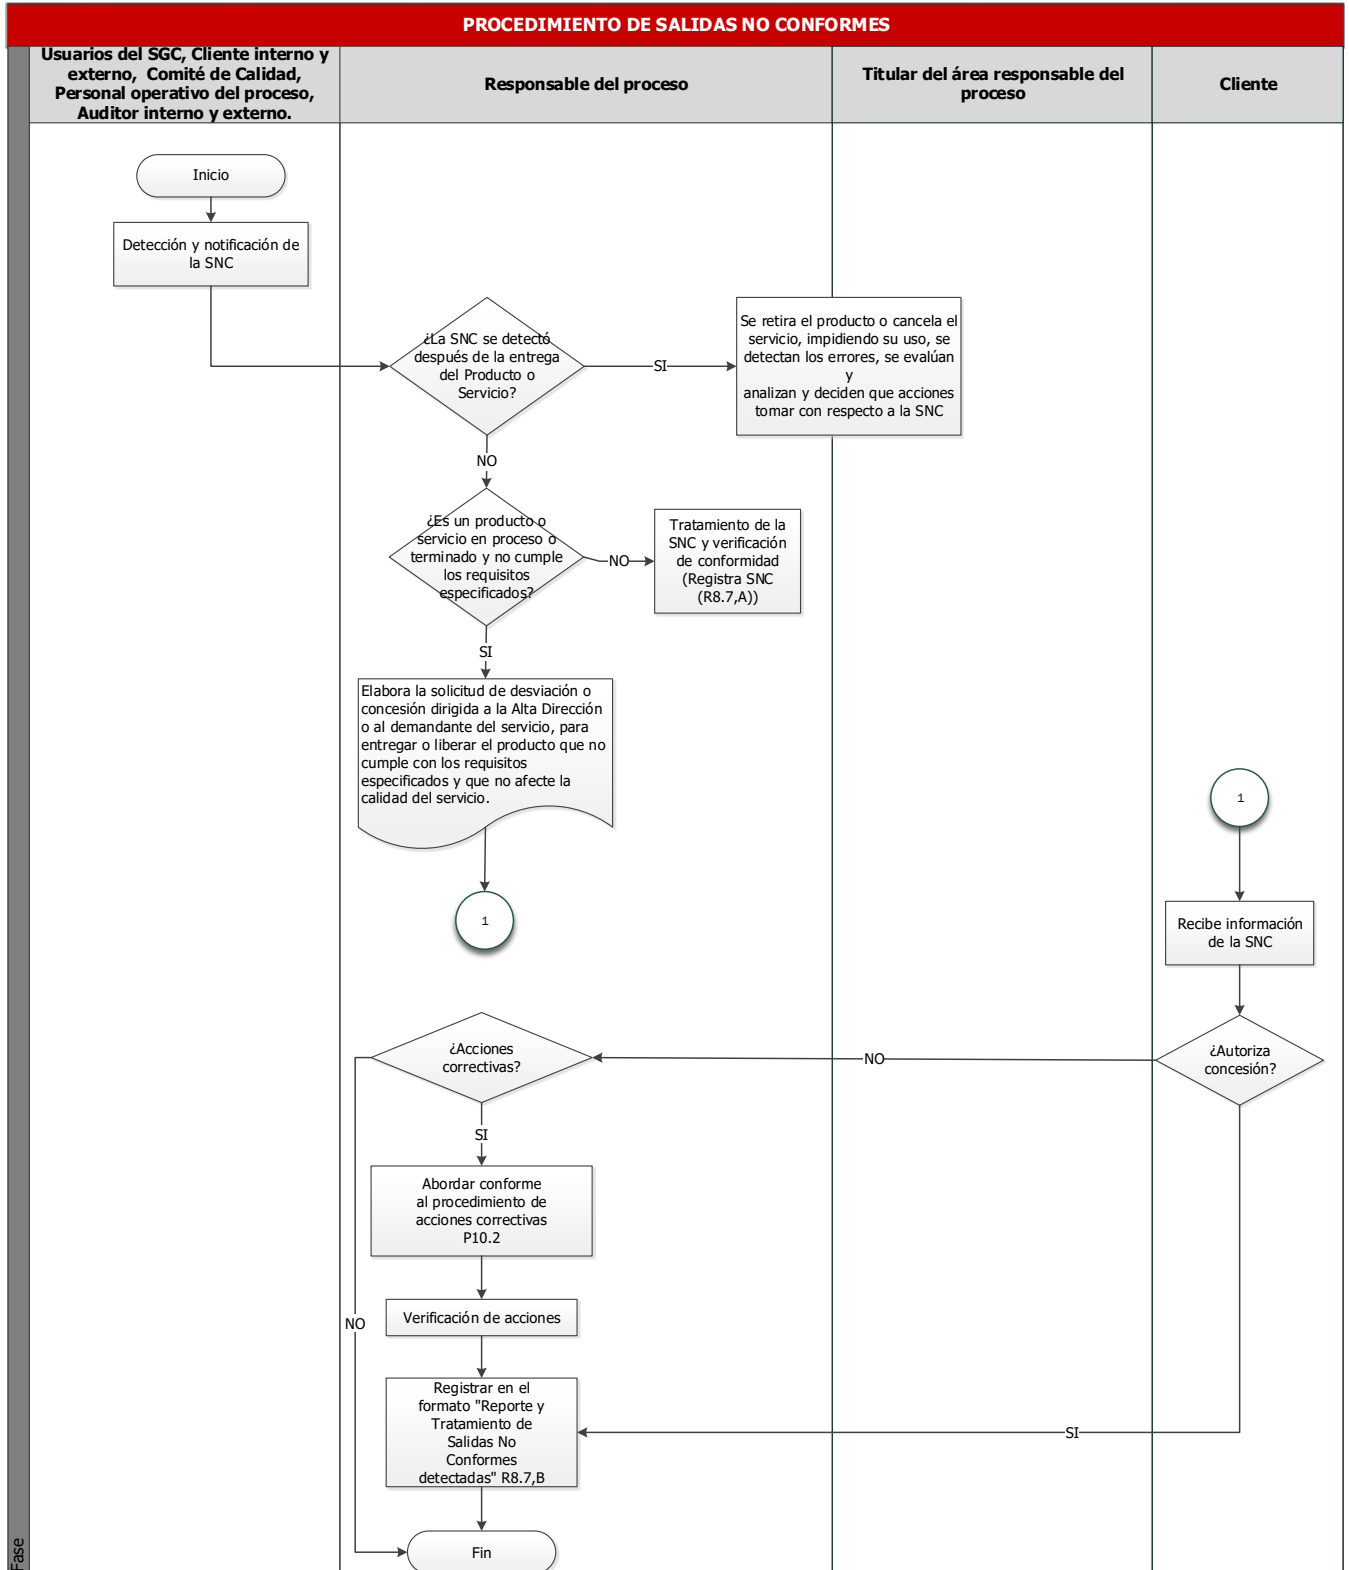 PROCEDIMIENTO DE SALIDAS NO CONFORMES
Usuarios del SGC, Cliente interno y
externo, Comité de Calidad,
Personal operativo del proceso,
Auditor interno y externo.
Responsable del proceso
Titular del área responsable del
proceso
Cliente
Inicio
Detección y notificación de
la SNC
¿La SNC se detectó
después de la entrega
del Producto o
Servicio?
SI
Se retira el producto o cancela el
servicio, impidiendo su uso, se
detectan los errores, se evalúan
y
analizan y deciden que acciones
tomar con respecto a la SNC
NO
¿Es un producto o
servicio en proceso o
terminado y no cumple
los requisitos
especificados?
NO
Tratamiento de la
SNC y verificación
de conformidad
(Registra SNC
(R8.7,A))
SI
Elabora la solicitud de desviación o
concesión dirigida a la Alta Dirección
o al demandante del servicio, para
entregar o liberar el producto que no
cumple con los requisitos
especificados y que no afecte la
calidad del servicio.
1
1
Recibe información
de la SNC
¿Autoriza
concesión?
NO
¿Acciones
correctivas?
SI
Abordar conforme
al procedimiento de
acciones correctivas
P10.2
Verificación de acciones
NO
Registrar en el
formato "Reporte y
Tratamiento de
Salidas No
Conformes
detectadas" R8.7,B
SI
Fin
Fase